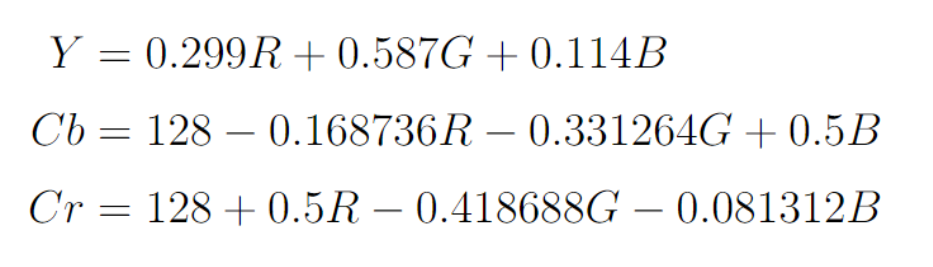 Y = 0.299R + 0.587G + 0.114B
Cb = 128 − 0.168736R − 0.331264G + 0.5B
Cr = 128 + 0.5R − 0.418688G − 0.081312B